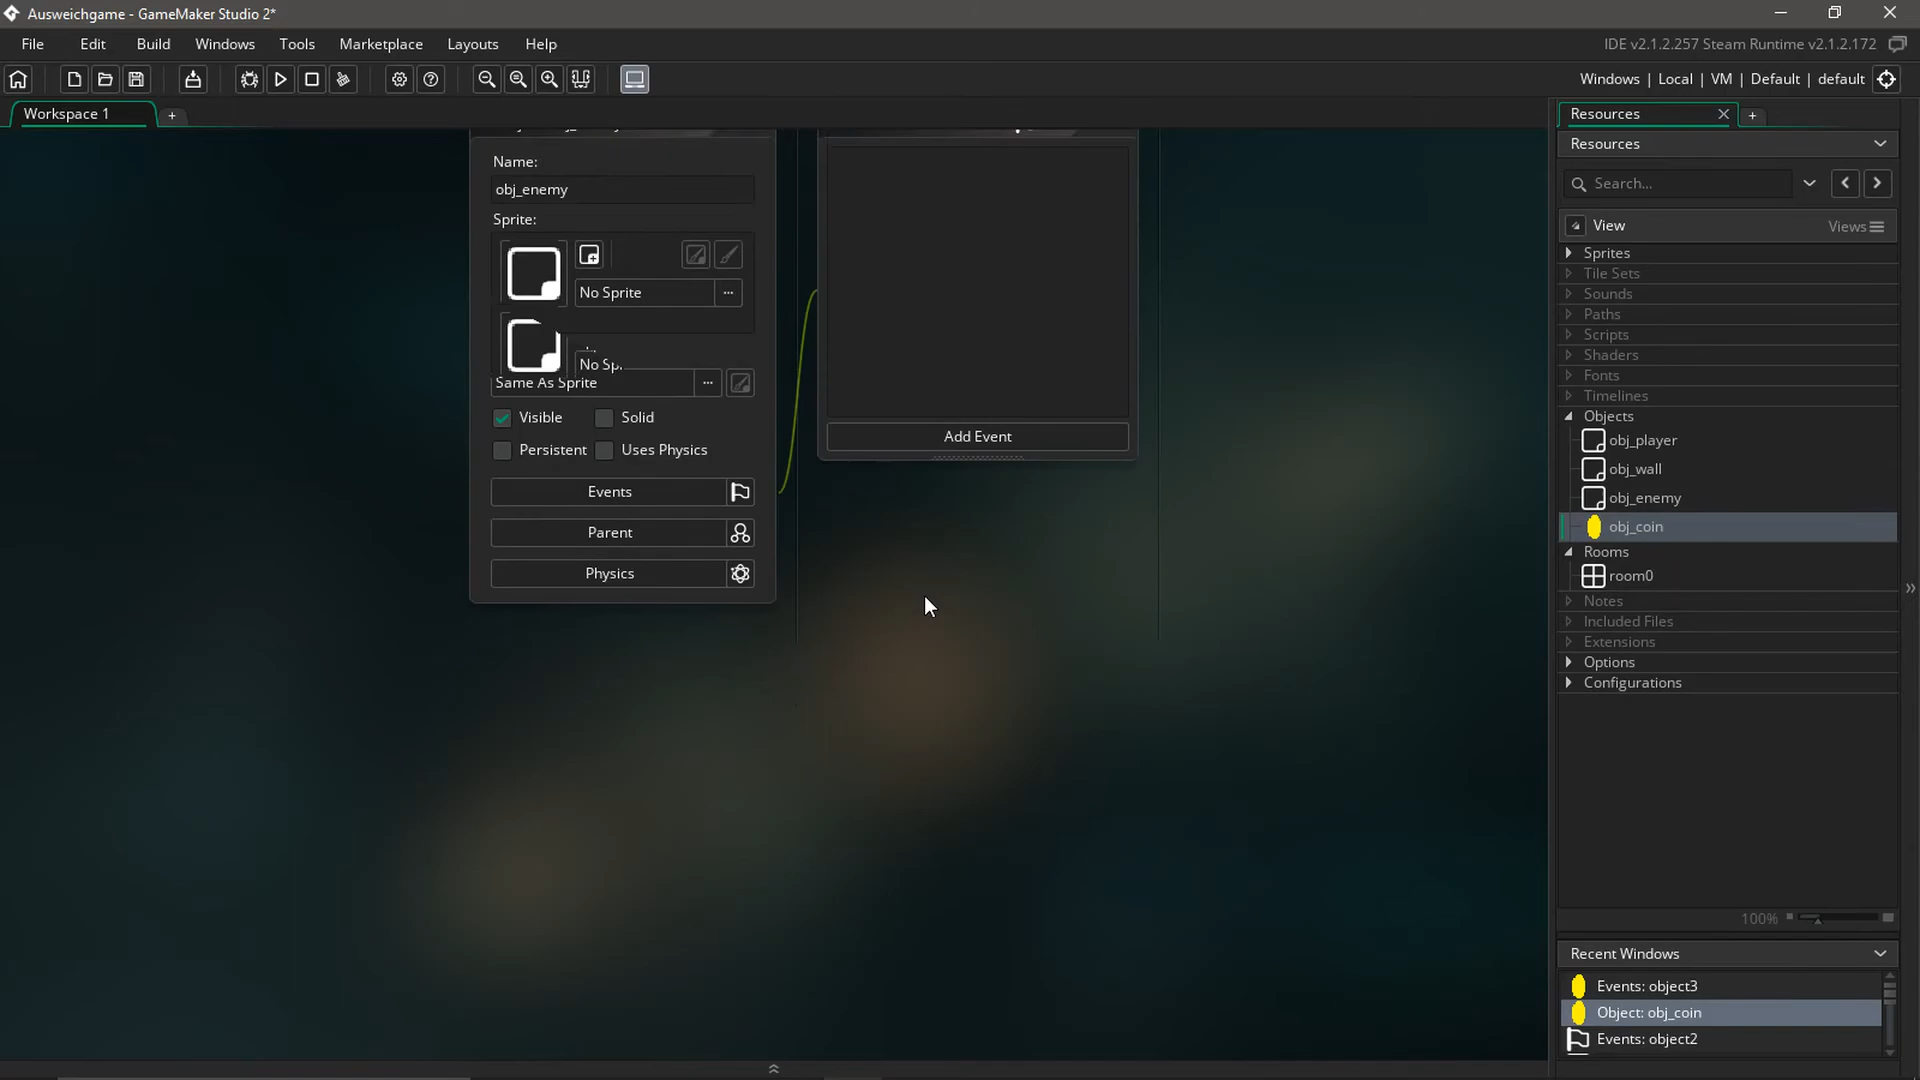 Ausweichgame - GameMaker Studio 2*
File Edit Build Windows Tools Marketplace Layouts Help
IDE v2.1.2.257 Steam Runtime v2.1.2.172
Windows | Local | VM | Default | default
Workspace 1
Resources
Resources
Search...
View
Views
Sprites
Tile Sets
Sounds
Paths
Scripts
Shaders
Fonts
Timelines
Objects
obj_player
obj_wall
obj_enemy
obj_coin
Rooms
room0
Notes
Included Files
Extensions
Options
Configurations
100%
Recent Windows
Events: object3
Object: obj_coin
Events: object2
Name:
obj_enemy
Sprite:
No Sprite
No Sp
Same As Sprite
Visible
Solid
Persistent
Uses Physics
Events
Parent
Physics
Add Event